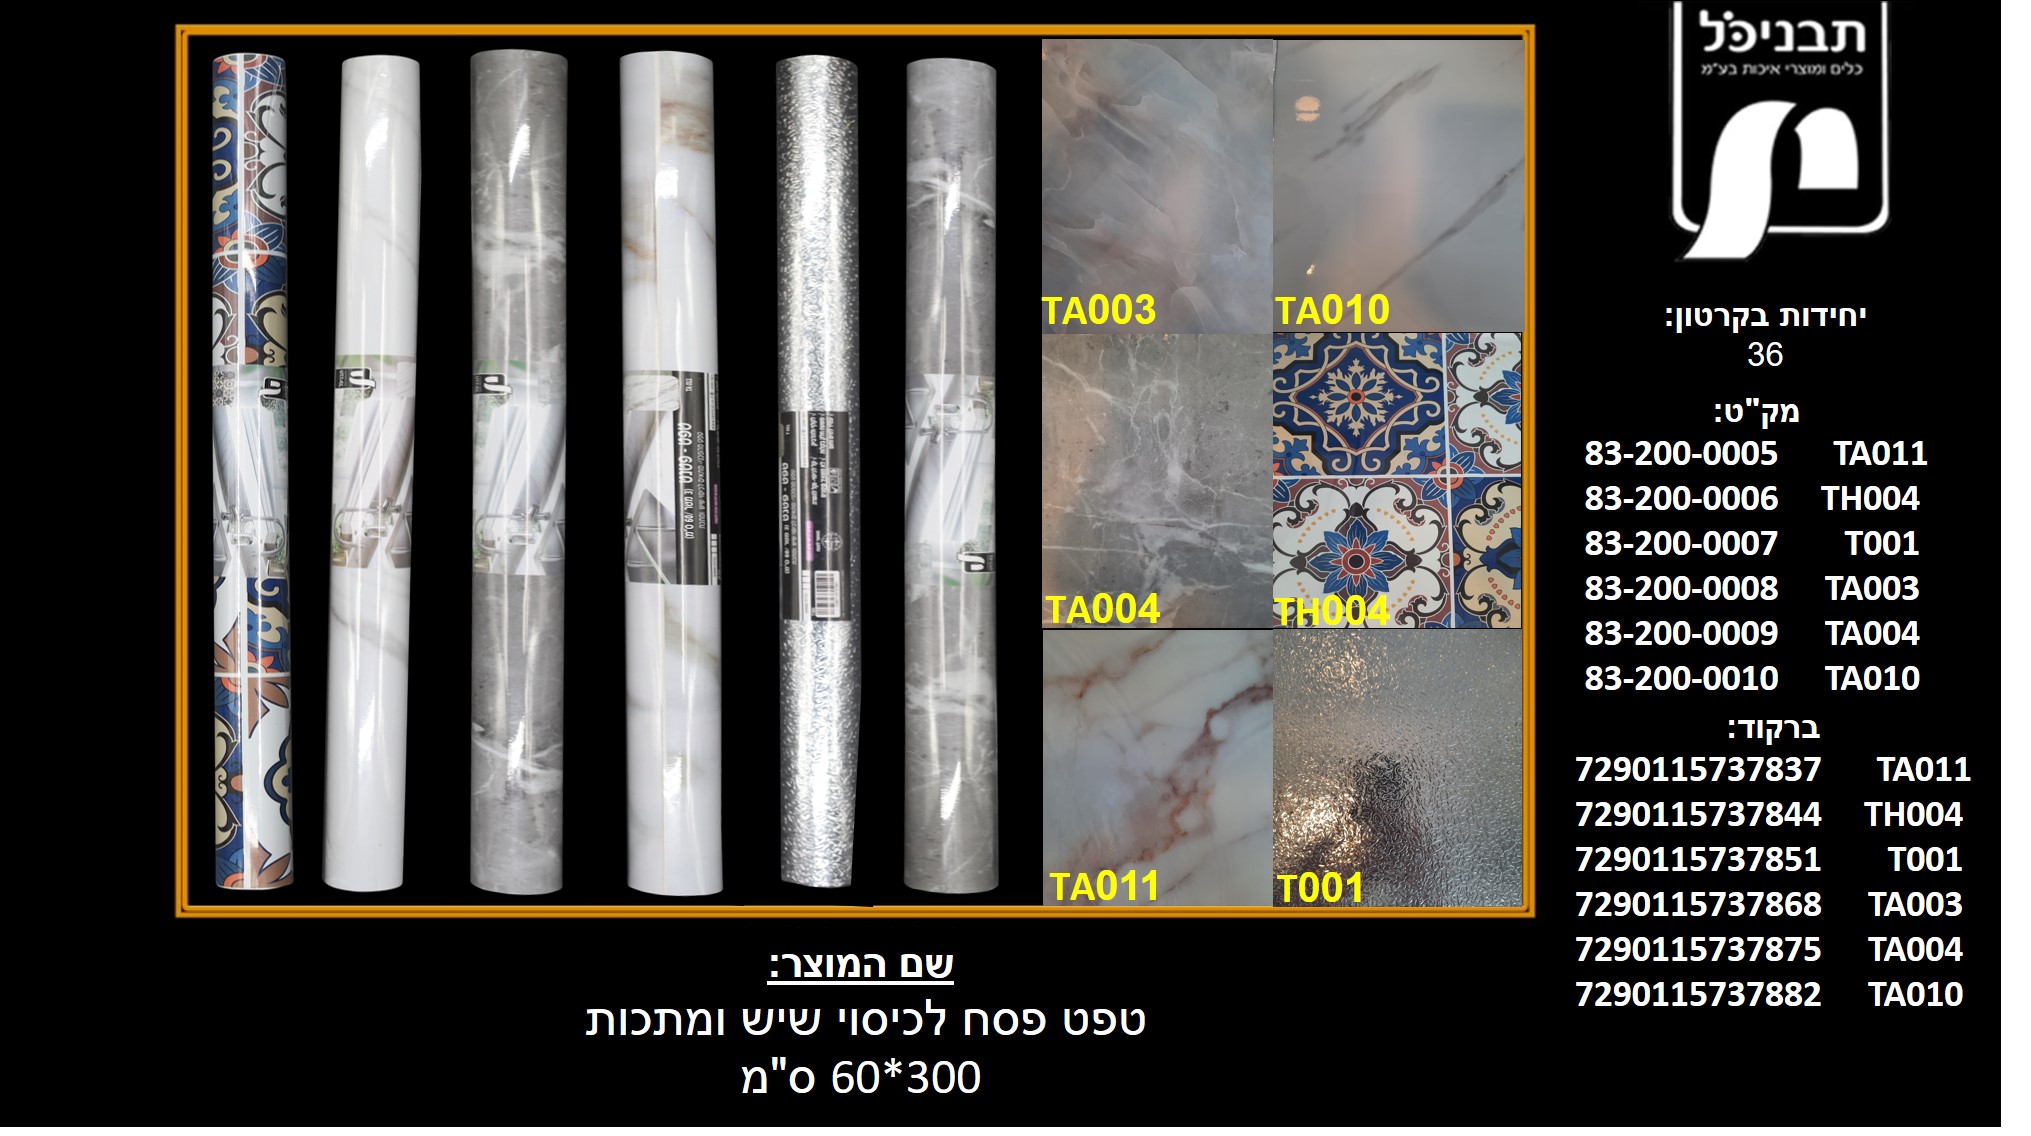 תבניכל
כלים ומוצרי איכות בע"מ
יחידות בקרטון:
36
מק"ט:
83-200-0005 TA011
83-200-0006 TH004
83-200-0007 T001
83-200-0008 TA003
83-200-0009 TA004
83-200-0010 TA010
ברקוד:
7290115737837 TA011
7290115737844 TH004
7290115737851 T001
7290115737868 TA003
7290115737875 TA004
7290115737882 TA010
TA003
TA010
TA004
TH004
TA011
T001
שם המוצר:
טפט פסח לכיסוי שיש ומתכות
60*300 ס"מ